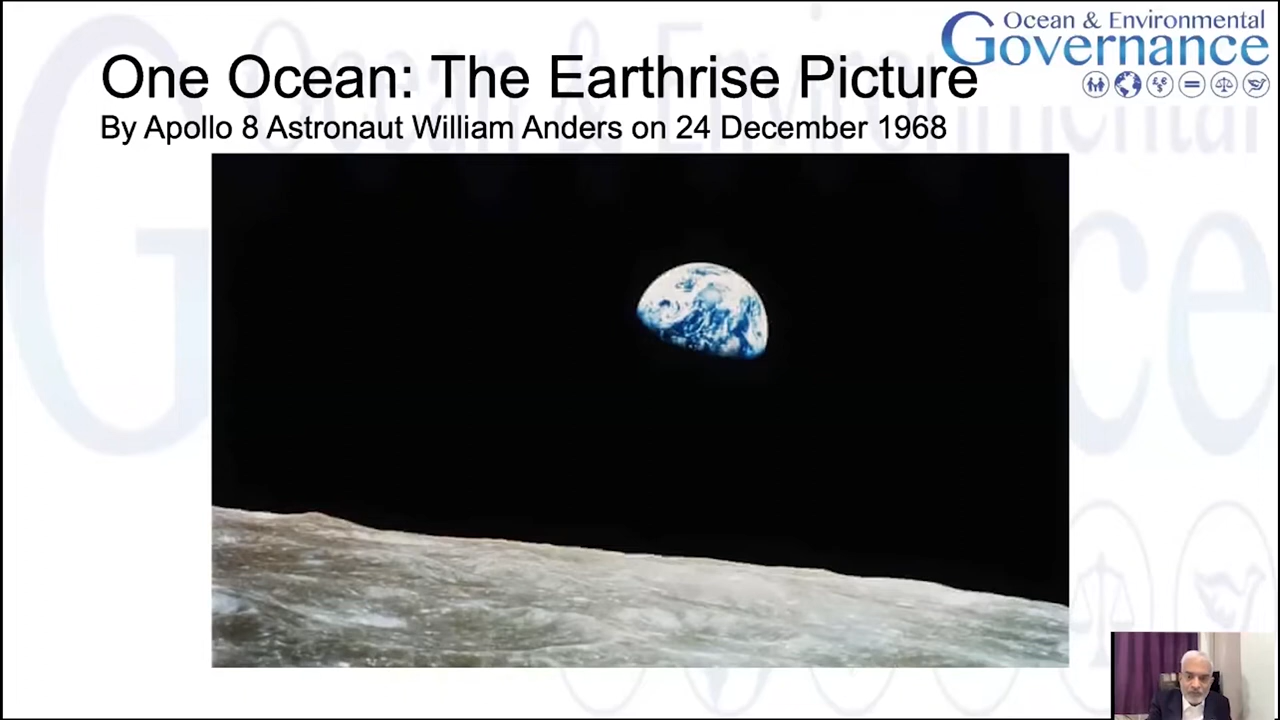 Ocean & Environmental
Governance
One Ocean: The Earthrise Picture
By Apollo 8 Astronaut William Anders on 24 December 1968